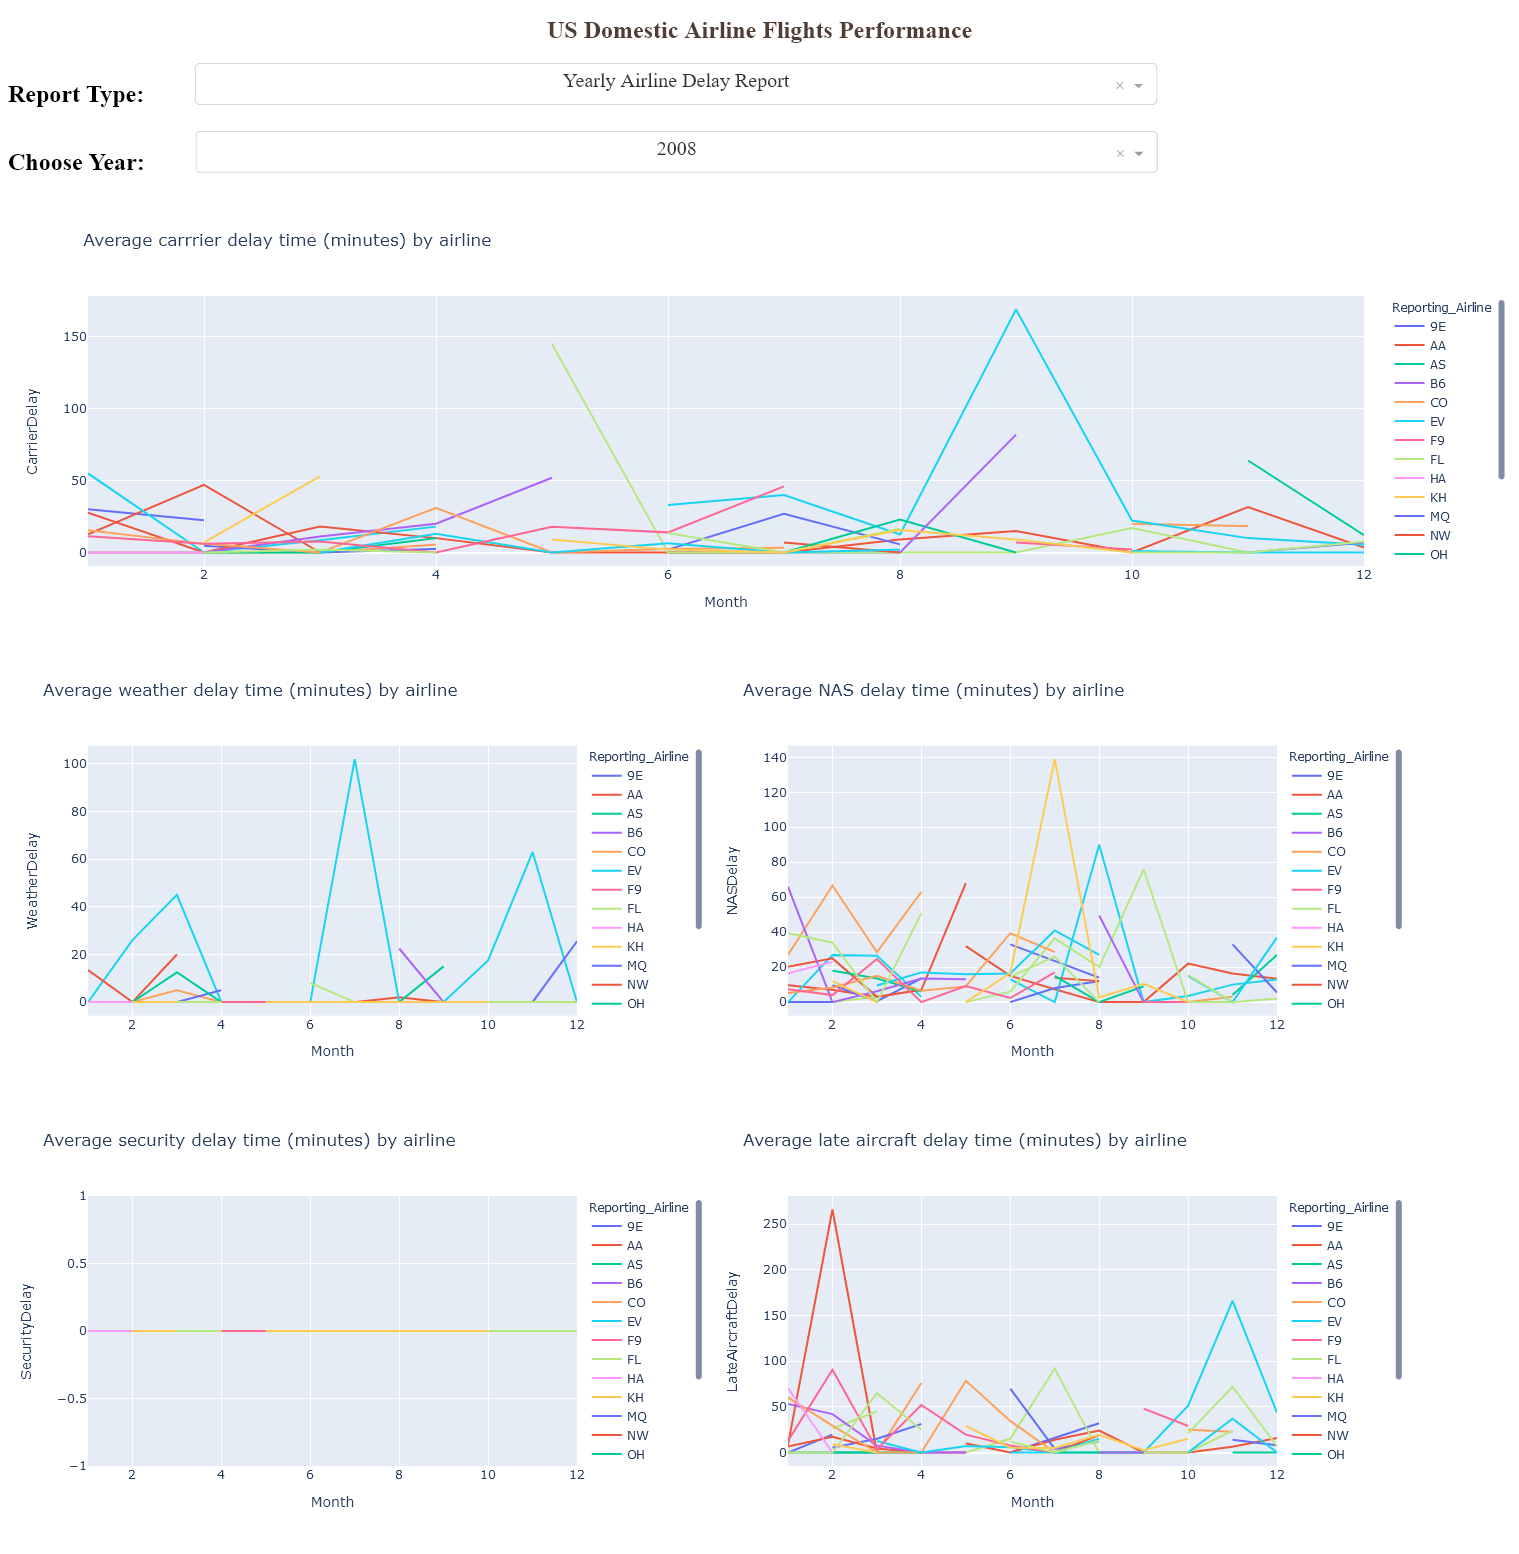 US Domestic Airline Flights Performance
Report Type:
Yearly Airline Delay Report
×
Choose Year:
2008
×
Average carrrier delay time (minutes) by airline
CarrierDelay
150
100
50
0
2 4 6 8 10 12
Month
Reporting_Airline
9E
AA
AS
B6
CO
EV
F9
FL
HA
KH
MQ
NW
OH
Average weather delay time (minutes) by airline
WeatherDelay
100
80
60
40
20
0
2 4 6 8 10 12
Month
Reporting_Airline
9E
AA
AS
B6
CO
EV
F9
FL
HA
KH
MQ
NW
OH
Average NAS delay time (minutes) by airline
NASDelay
140
120
100
80
60
40
20
0
2 4 6 8 10 12
Month
Reporting_Airline
9E
AA
AS
B6
CO
EV
F9
FL
HA
KH
MQ
NW
OH
Average security delay time (minutes) by airline
SecurityDelay
1
0.5
0
−0.5
−1
2 4 6 8 10 12
Month
Reporting_Airline
9E
AA
AS
B6
CO
EV
F9
FL
HA
KH
MQ
NW
OH
Average late aircraft delay time (minutes) by airline
LateAircraftDelay
250
200
150
100
50
0
2 4 6 8 10 12
Month
Reporting_Airline
9E
AA
AS
B6
CO
EV
F9
FL
HA
KH
MQ
NW
OH